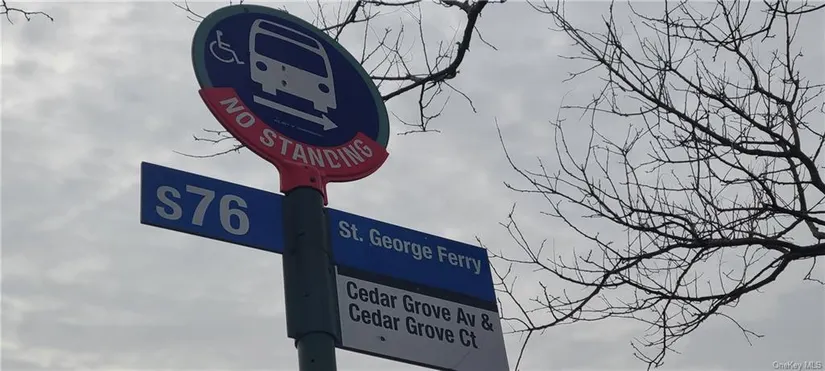 NO STANDING
S76
St. George Ferry
Cedar Grove Av &
Cedar Grove Ct
OneKey MLS